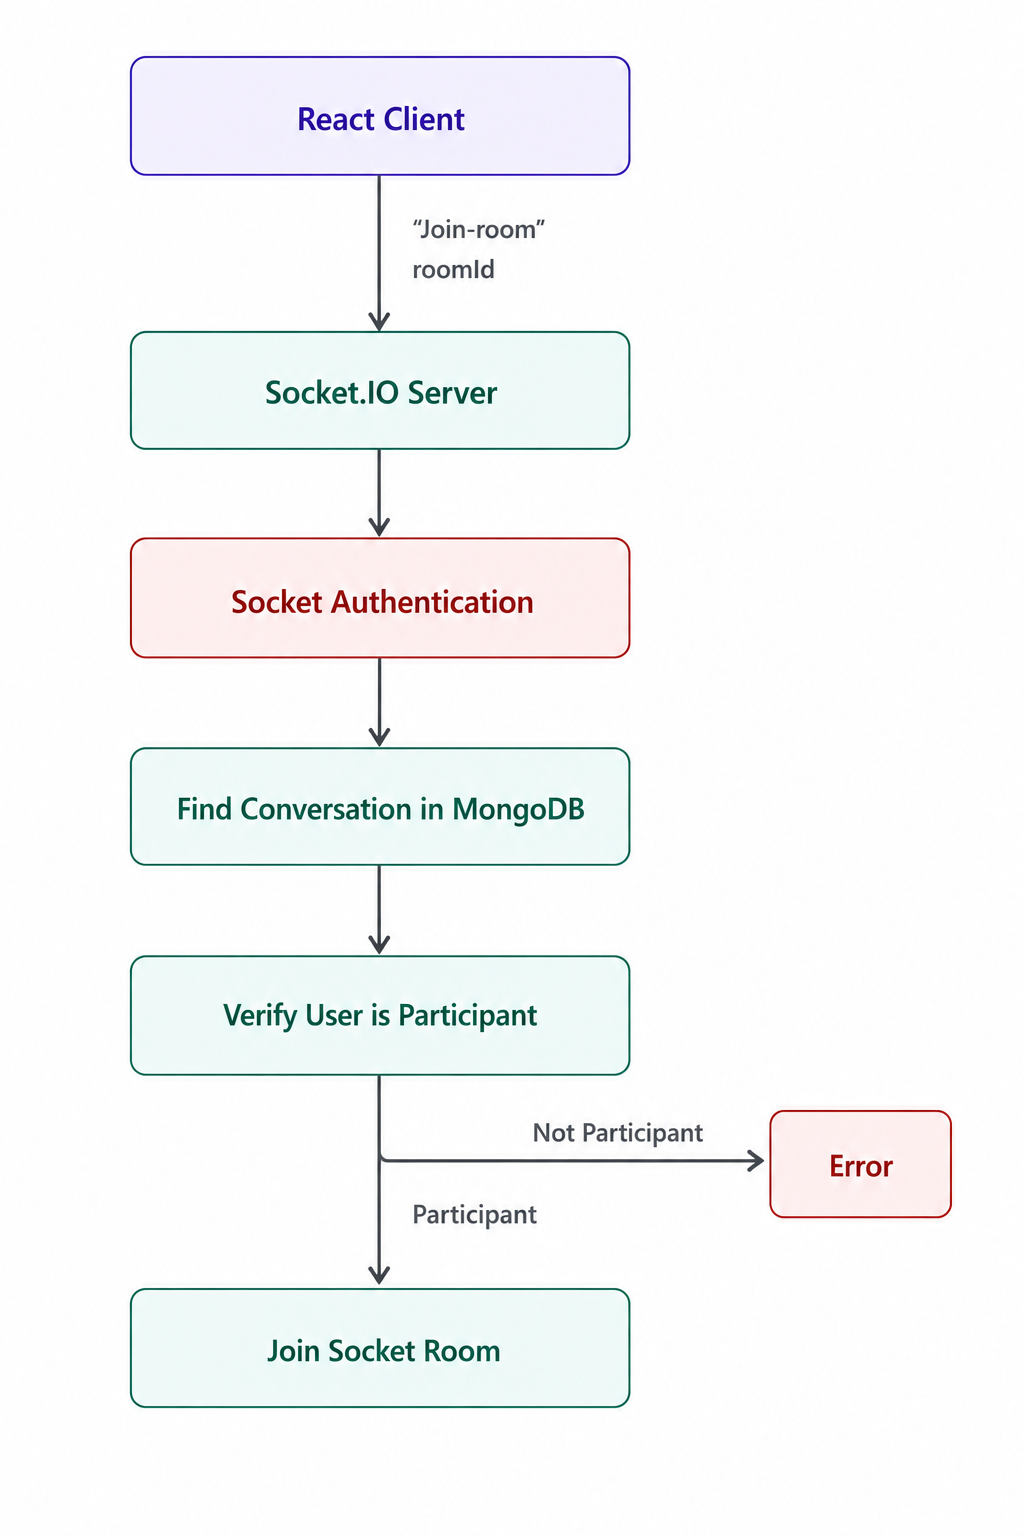 React Client
“Join-room”
roomId
Socket.IO Server
Socket Authentication
Find Conversation in MongoDB
Verify User is Participant
Not Participant
Error
Participant
Join Socket Room